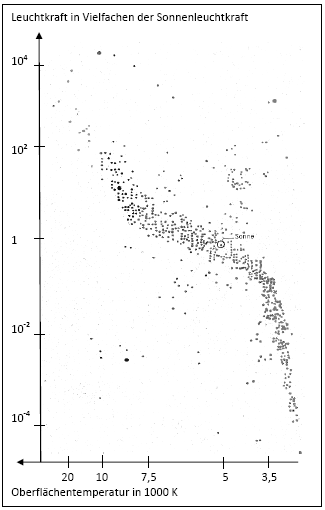 Leuchtkraft in Vielfachen der Sonnenleuchtkraft
10⁴
10²
Sonne
1
10⁻²
10⁻⁴
20 10 7,5 5 3,5
Oberflächentemperatur in 1000 K